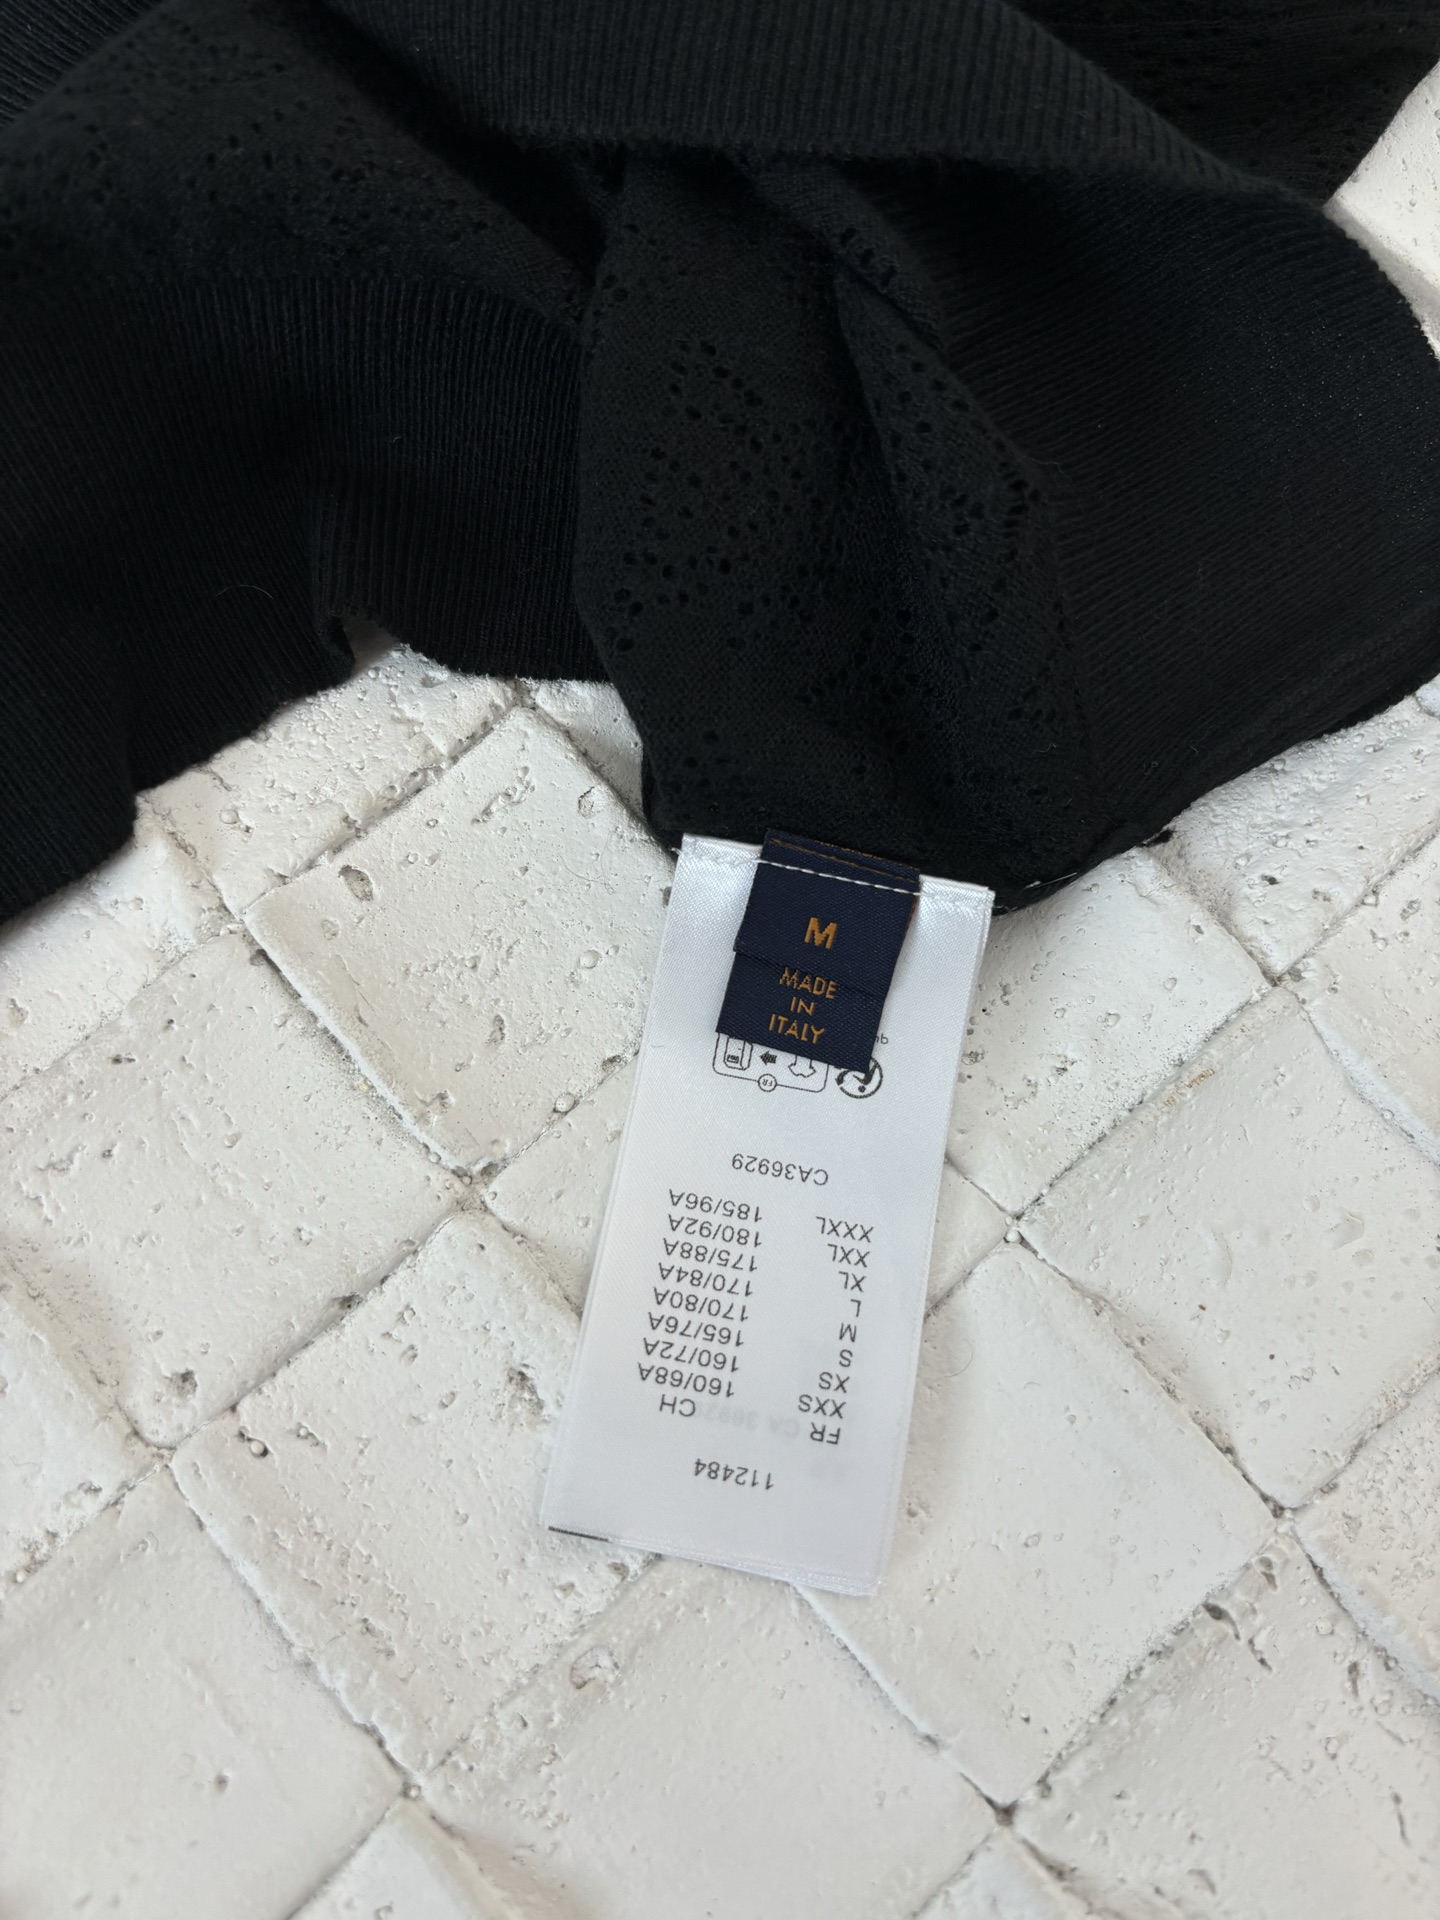 M
MADE
IN
ITALY
112484
FR CH
XXS 160/68A
XS 160/72A
S 165/76A
M 170/80A
L 170/84A
XL 175/88A
XXL 180/92A
XXXL 185/96A
CA36929
FR